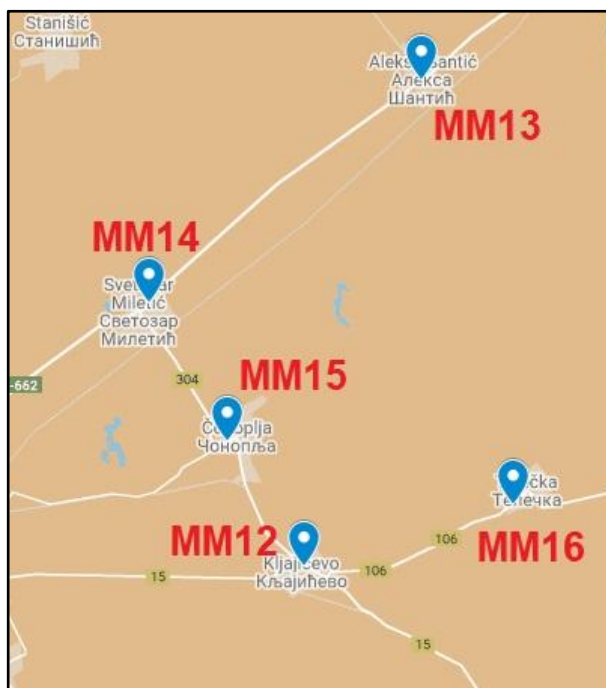 Stanišić
Станишић
Алекса
Шантић
MM13
MM14
Miletić
Светозар
Милетић
-662
304
MM15
Чонопља
MM12
MM16
106
106
Кљајићево
15
15